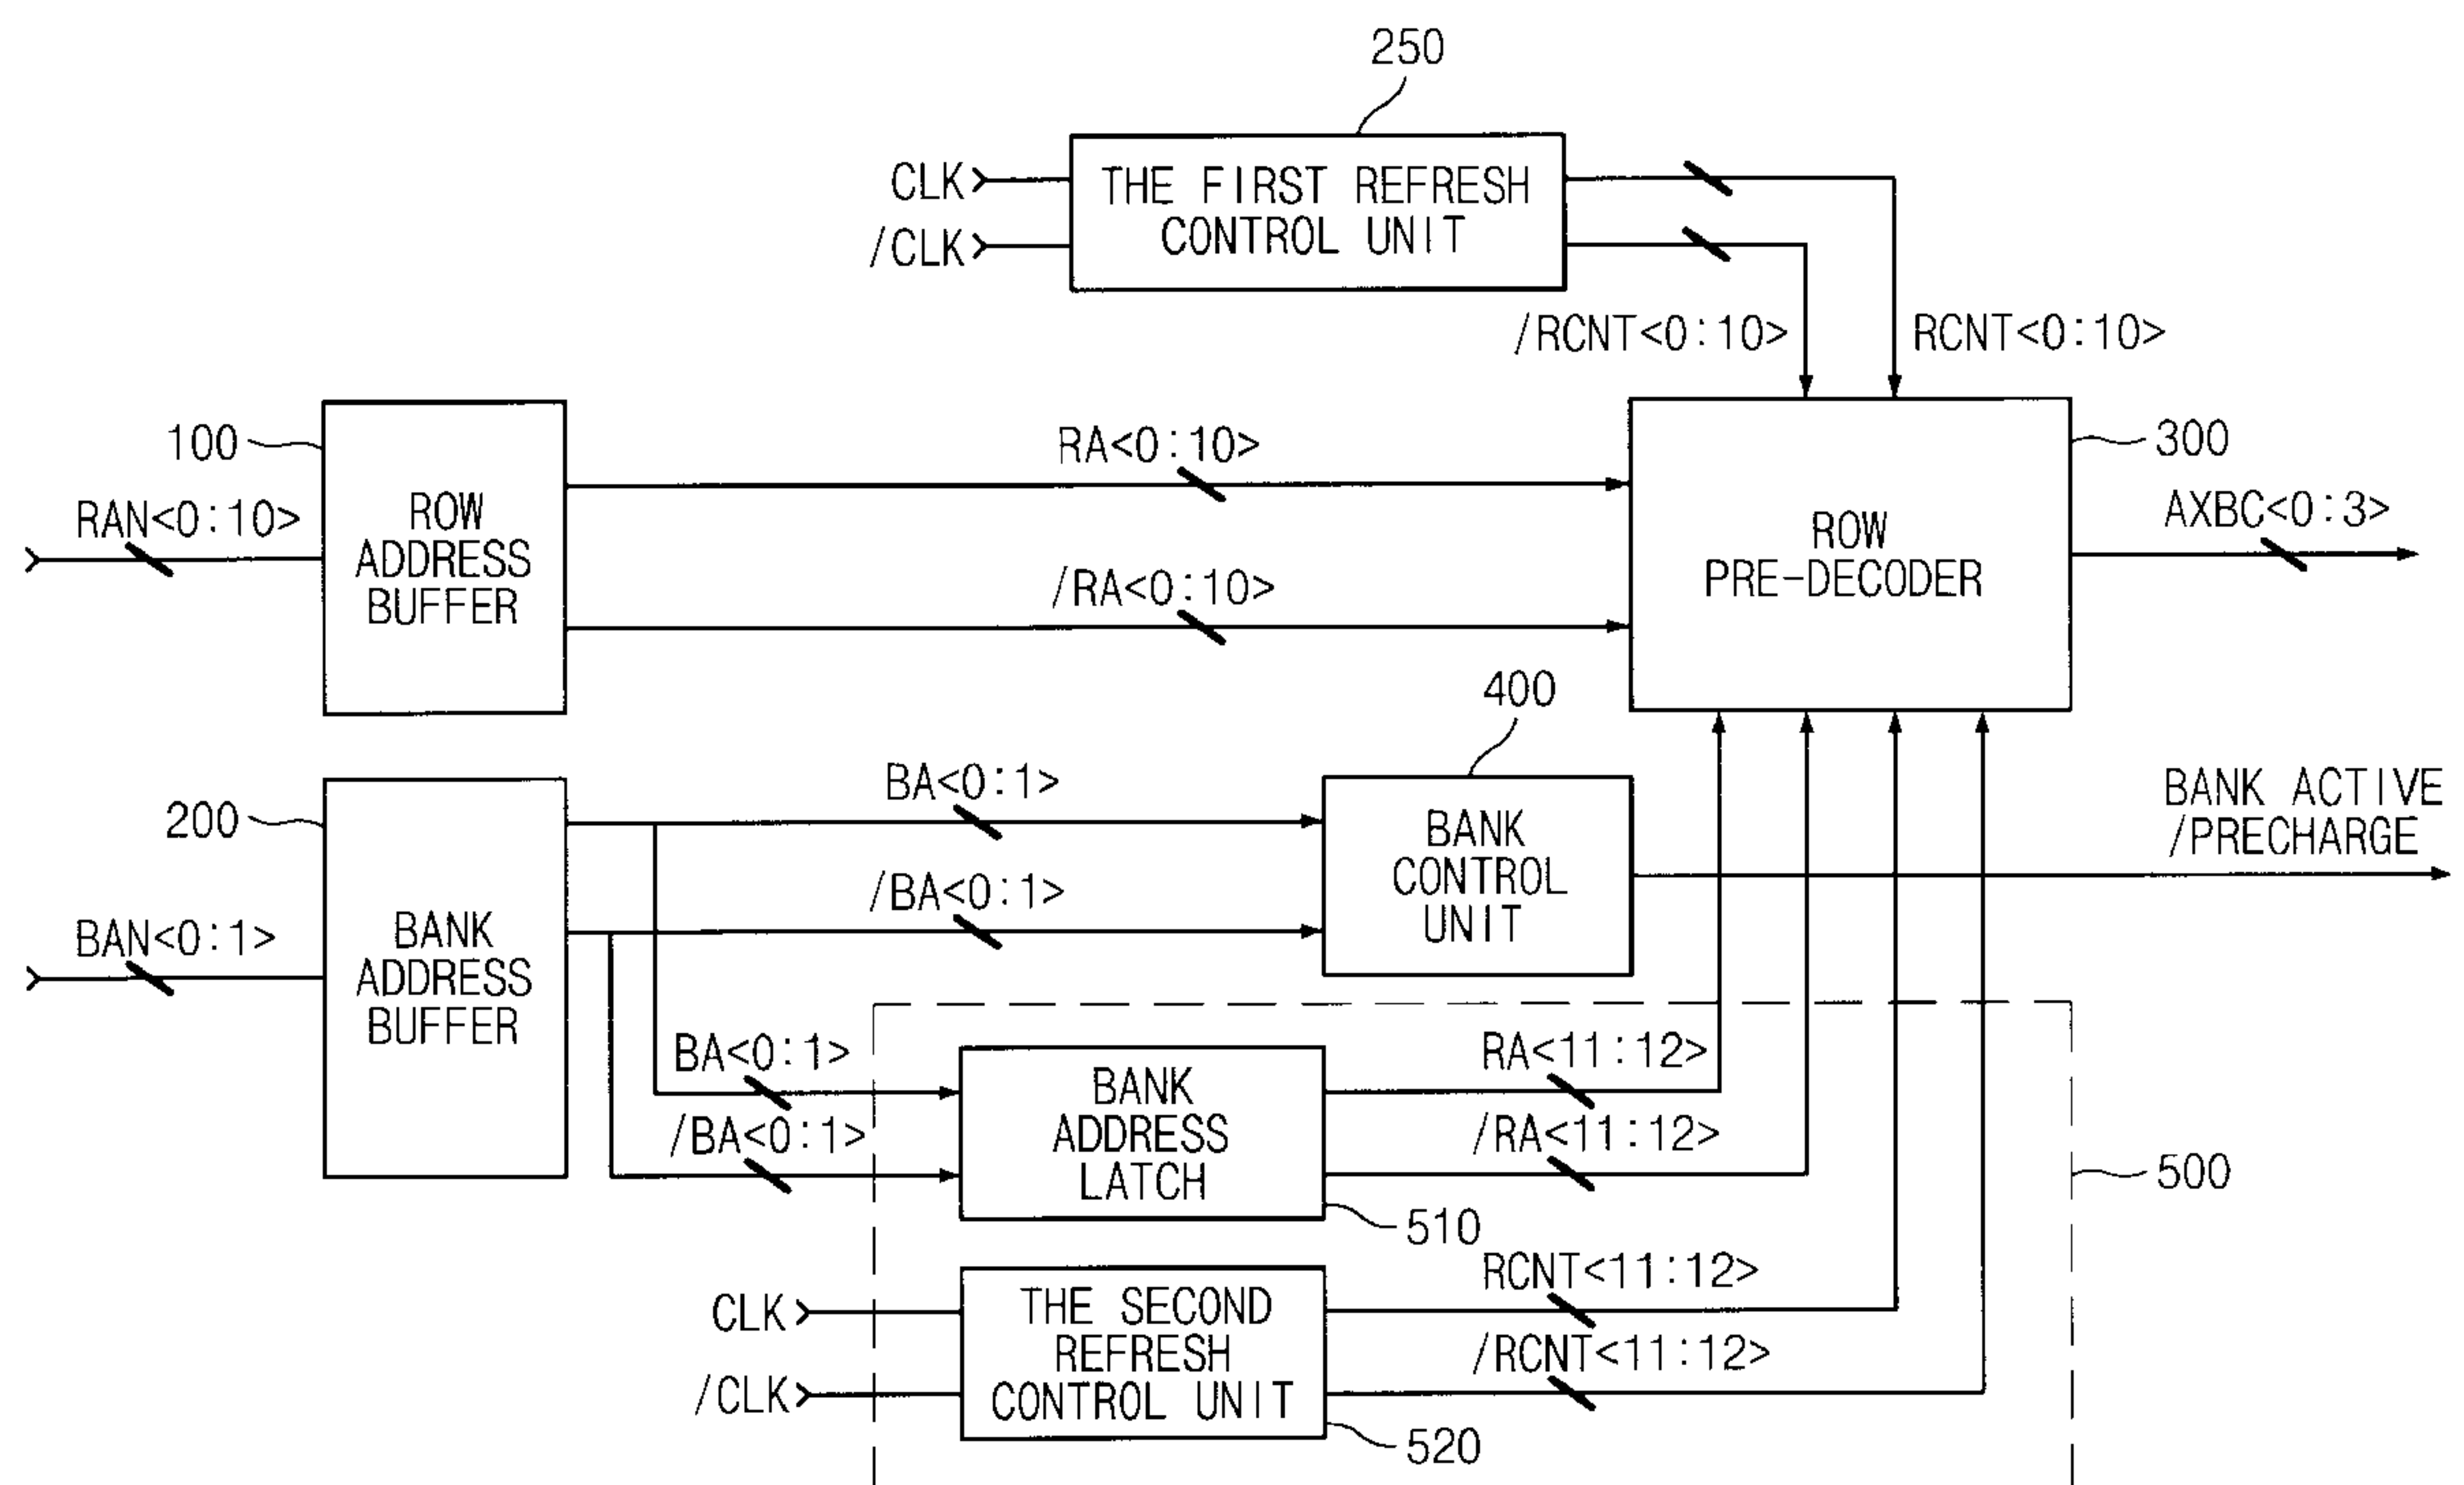 250
CLK
/CLK
THE FIRST REFRESH
CONTROL UNIT
/RCNT<0:10>
RCNT<0:10>
100
RAN<0:10>
ROW
ADDRESS
BUFFER
RA<0:10>
/RA<0:10>
ROW
PRE-DECODER
300
AXBC<0:3>
400
200
BAN<0:1>
BANK
ADDRESS
BUFFER
BA<0:1>
/BA<0:1>
BANK
CONTROL
UNIT
BANK ACTIVE
/PRECHARGE
BA<0:1>
/BA<0:1>
BANK
ADDRESS
LATCH
RA<11:12>
/RA<11:12>
500
510
CLK
/CLK
THE SECOND
REFRESH
CONTROL UNIT
RCNT<11:12>
/RCNT<11:12>
520